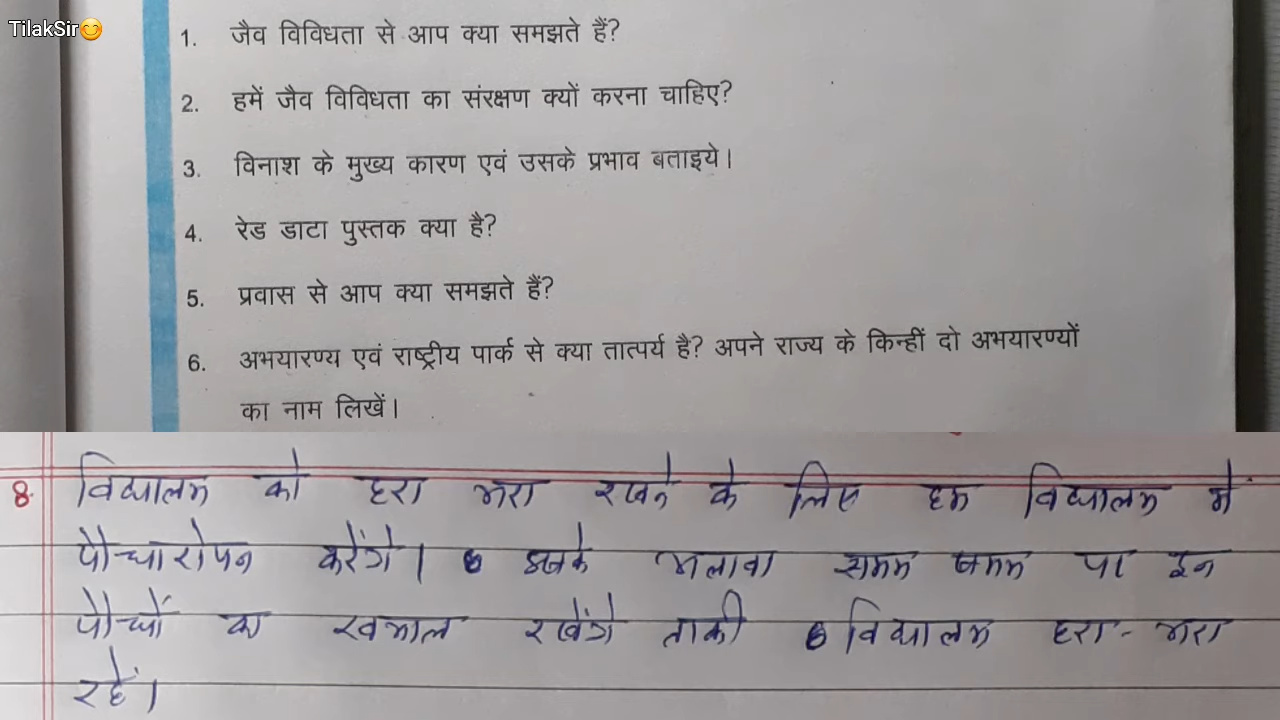 TilakSir😊
1. जैव विविधता से आप क्या समझते हैं?
2. हमें जैव विविधता का संरक्षण क्यों करना चाहिए?
3. विनाश के मुख्य कारण एवं उसके प्रभाव बताइये।
4. रेड डाटा पुस्तक क्या है?
5. प्रवास से आप क्या समझते हैं?
6. अभयारण्य एवं राष्ट्रीय पार्क से क्या तात्पर्य है? अपने राज्य के किन्हीं दो अभयारण्यों
का नाम लिखें।
8. विद्यालय को हरा भरा रखने के लिए हम विद्यालय में
पौधारोपन करेंगे। इसके अलावा समय समय पर इन
पौधों का ख्याल रखेंगे ताकी विद्यालय हरा-भरा
रहें।